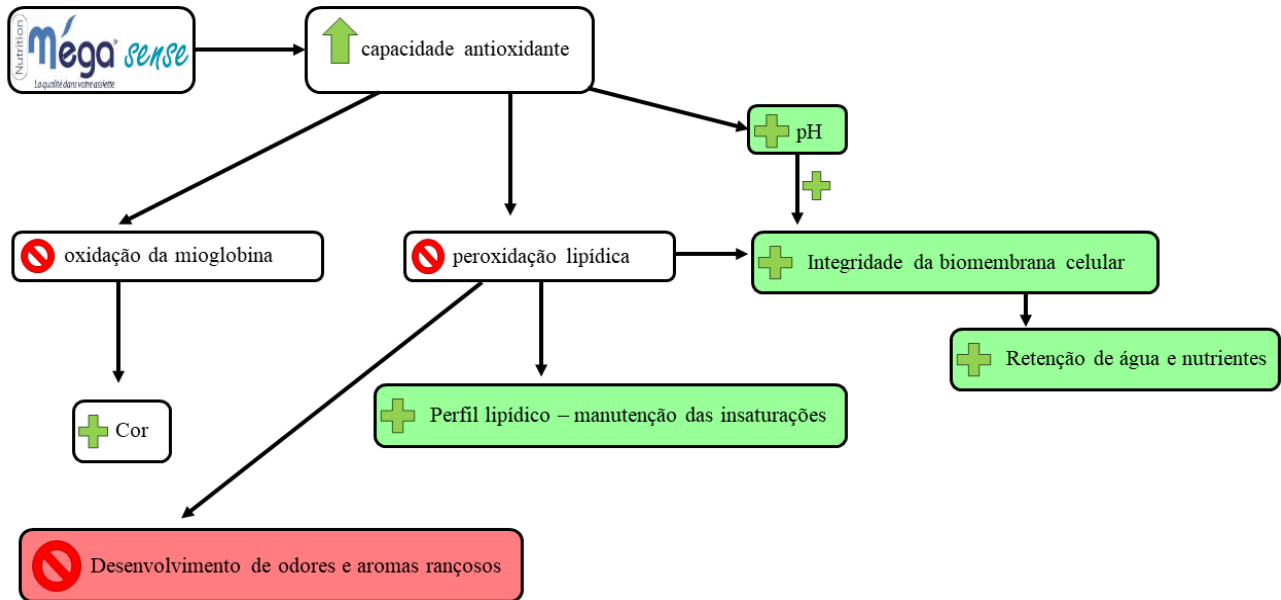 Nutrition
Méga® sense
La qualité dans votre assiette
capacidade antioxidante
pH
oxidação da mioglobina
peroxidação lipídica
Integridade da biomembrana celular
Retenção de água e nutrientes
Perfil lipídico – manutenção das insaturações
Cor
Desenvolvimento de odores e aromas rançosos